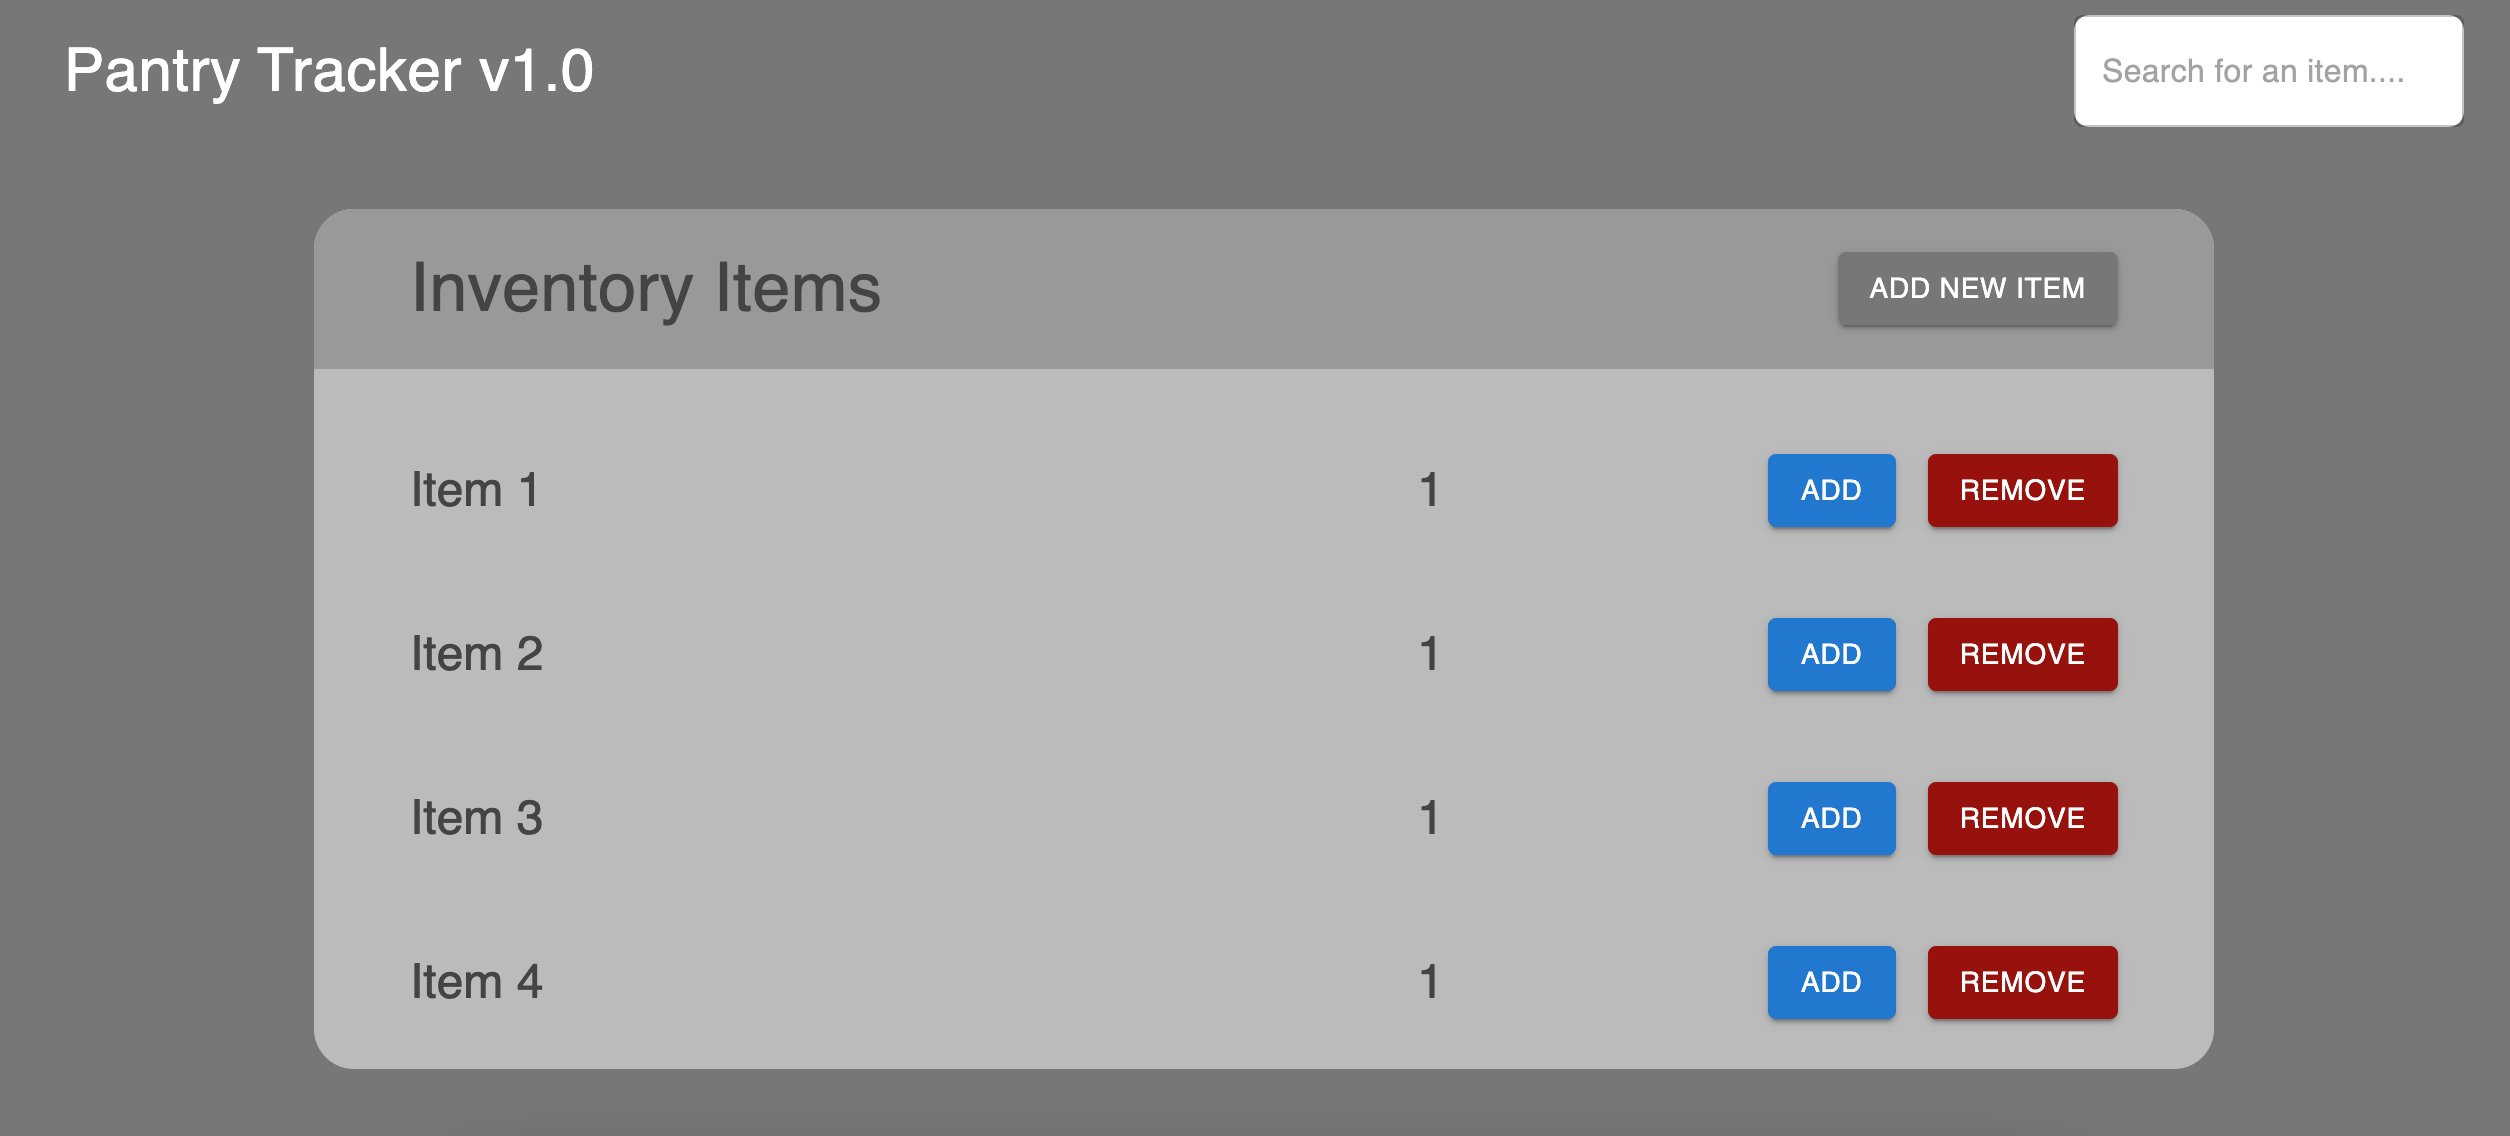 Pantry Tracker v1.0
Search for an item....
Inventory Items
ADD NEW ITEM
Item 1 1 ADD REMOVE
Item 2 1 ADD REMOVE
Item 3 1 ADD REMOVE
Item 4 1 ADD REMOVE